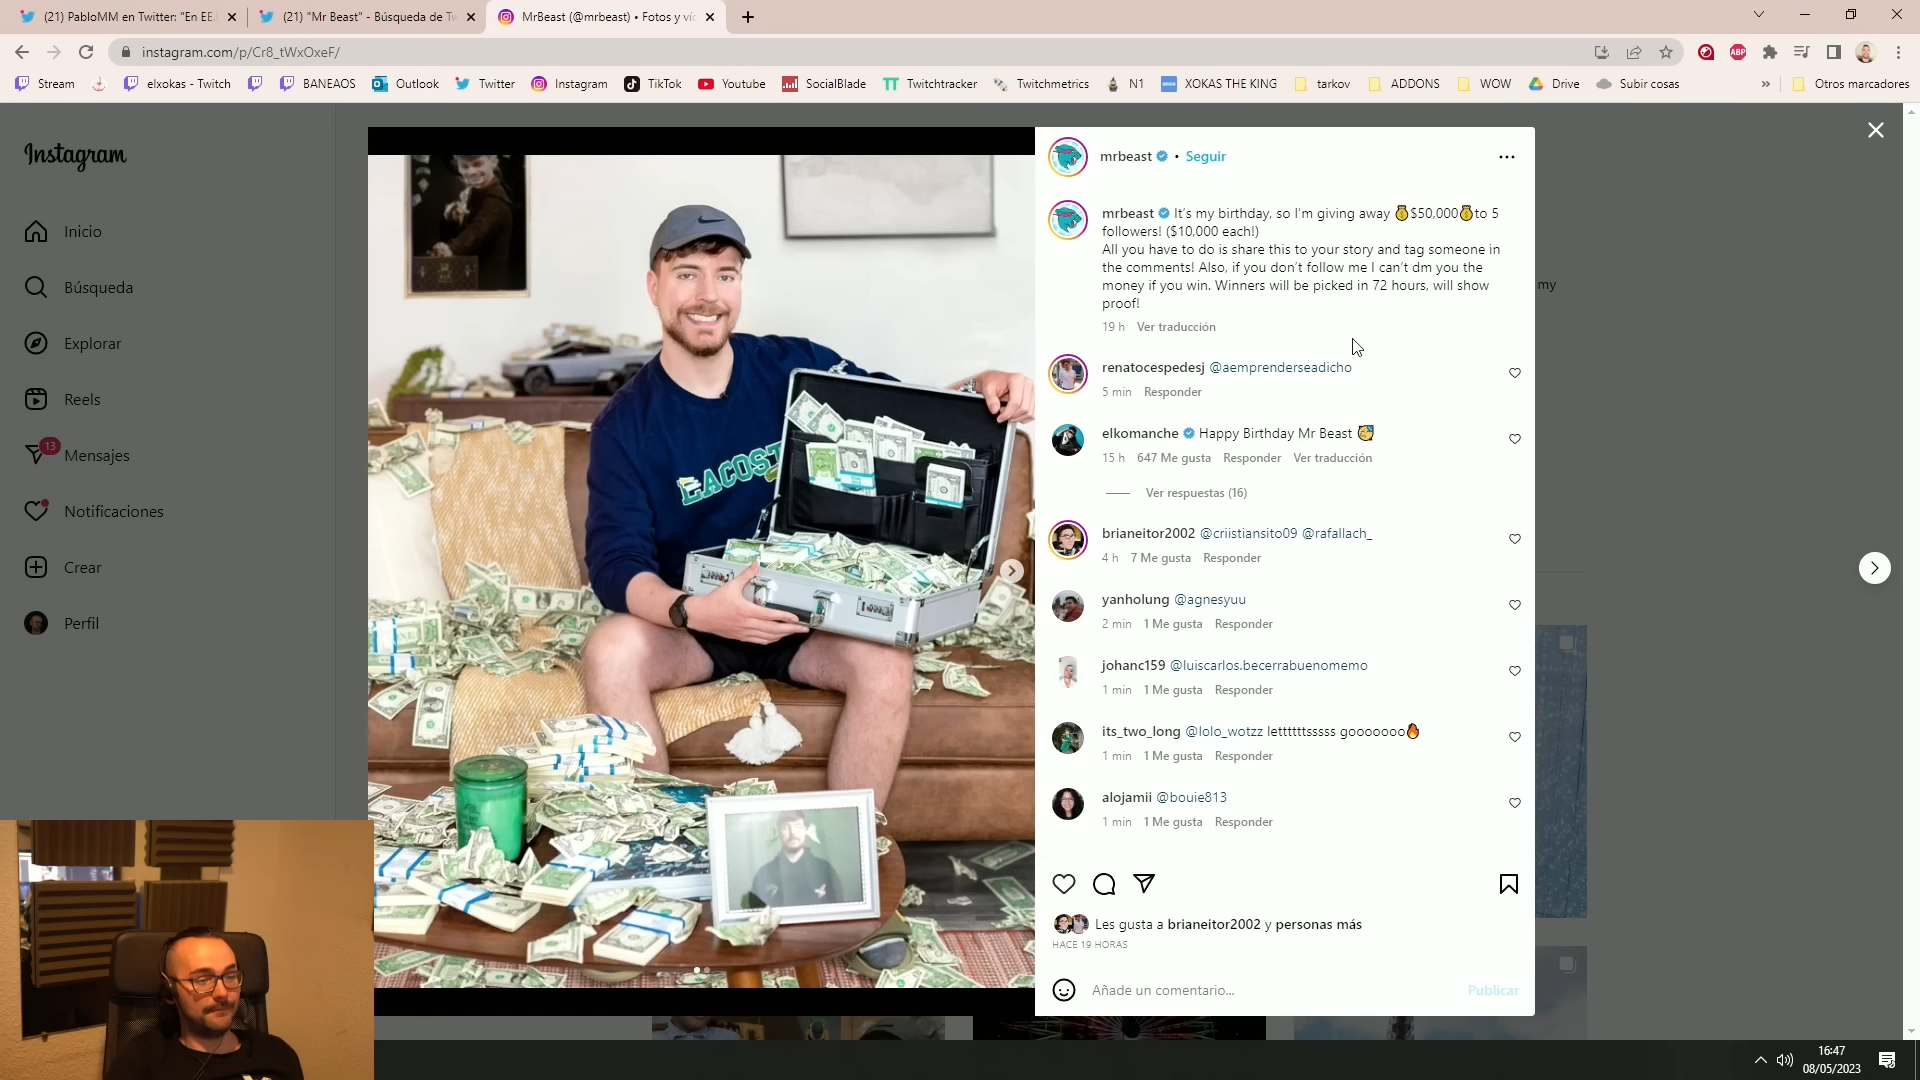 (21) PabloMM en Twitter: "En EE.
(21) "Mr Beast" - Búsqueda de Tw
MrBeast (@mrbeast) • Fotos y víd
instagram.com/p/Cr8_tWxOxeF/
Stream
elxokas - Twitch
BANEAOS
Outlook
Twitter
Instagram
TikTok
Youtube
SocialBlade
Twitchtracker
Twitchmetrics
N1
XOKAS THE KING
tarkov
ADDONS
WOW
Drive
Subir cosas
»
Otros marcadores
ABP
Instagram
Inicio
Búsqueda
Explorar
Reels
13
Mensajes
Notificaciones
Crear
Perfil
LACOST
mrbeast • Seguir
mrbeast It's my birthday, so I'm giving away 💰$50,000💰to 5
followers! ($10,000 each!)
All you have to do is share this to your story and tag someone in
the comments! Also, if you don't follow me I can't dm you the
money if you win. Winners will be picked in 72 hours, will show
proof!
19 h Ver traducción
renatocespedesj @aemprenderseadicho
5 min Responder
elkomanche Happy Birthday Mr Beast 🥳
15 h 647 Me gusta Responder Ver traducción
Ver respuestas (16)
brianeitor2002 @criistiansito09 @rafallach_
4 h 7 Me gusta Responder
yanholung @agnesyuu
2 min 1 Me gusta Responder
johanc159 @luiscarlos.becerrabuenomemo
1 min 1 Me gusta Responder
its_two_long @lolo_wotzz lettttttsssss gooooooo🔥
1 min 1 Me gusta Responder
alojamii @bouie813
1 min 1 Me gusta Responder
Les gusta a brianeitor2002 y personas más
HACE 19 HORAS
Añade un comentario...
Publicar
my
16:47
08/05/2023